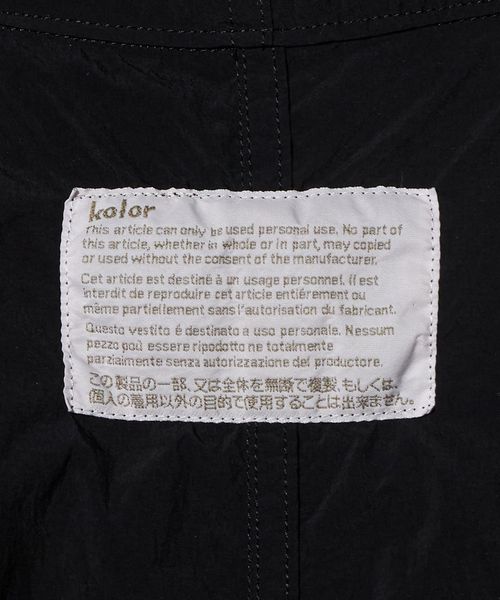 kolor
This article can only be used personal use. No part of
this article, whether in whole or in part, may copied
or used without the consent of the manufacturer.
Cet article est destiné à un usage personnel. il est
interdit de reproduire cet article entiérement ou
même partiellement sans l'autorisation du fabricant.
Questo vestito é destinato a uso personale. Nessum
pezzo può essere ripodotto ne totalmente
parzialmente senza autorizzazione del productore.
この製品の一部、又は全体を無断で複製、もしくは、
個人の着用以外の目的で使用することは出来ません。